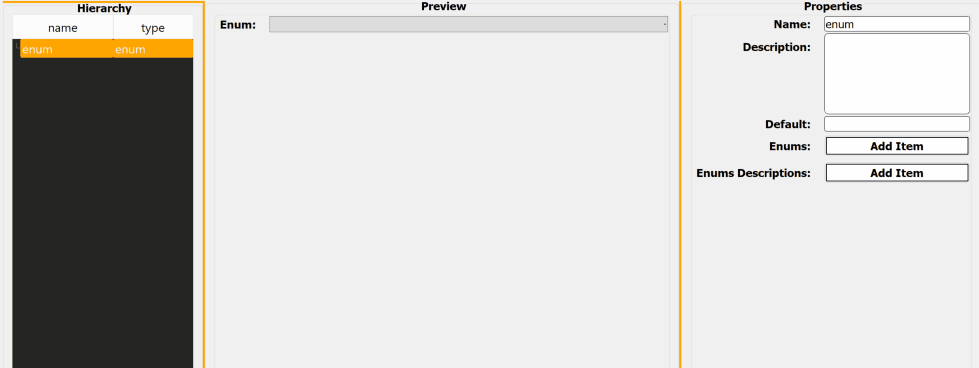 Hierarchy
name type
enum enum
Preview
Enum:
Properties
Name: enum
Description:
Default:
Enums: Add Item
Enums Descriptions: Add Item